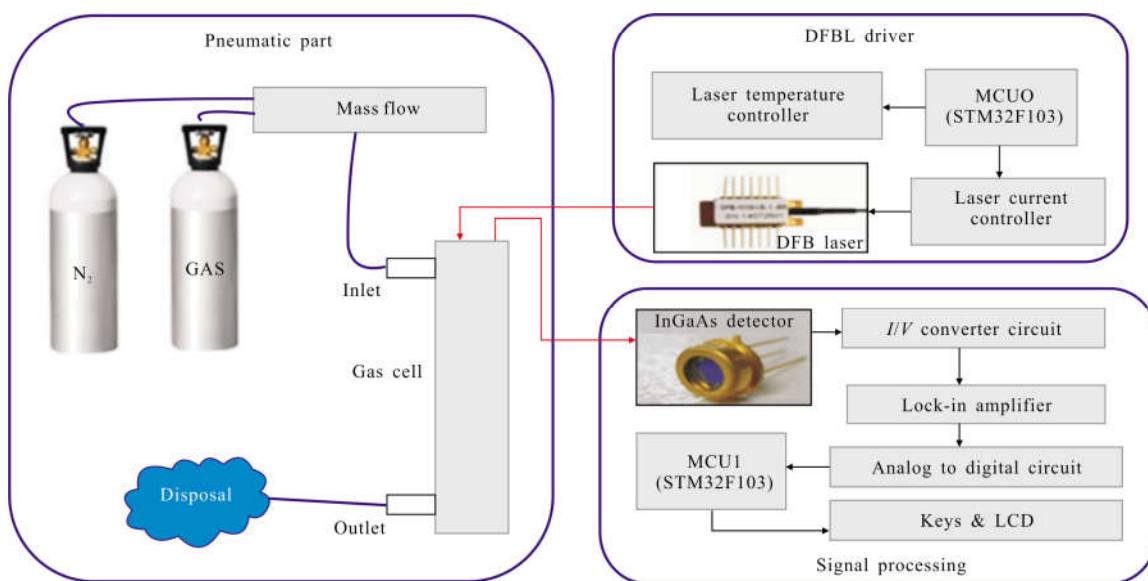 Pneumatic part
Mass flow
N₂
GAS
Inlet
Gas cell
Disposal
Outlet
DFBL driver
Laser temperature
controller
MCUO
(STM32F103)
Laser current
controller
DFB laser
InGaAs detector
I/V converter circuit
Lock-in amplifier
Analog to digital circuit
MCU1
(STM32F103)
Keys & LCD
Signal processing